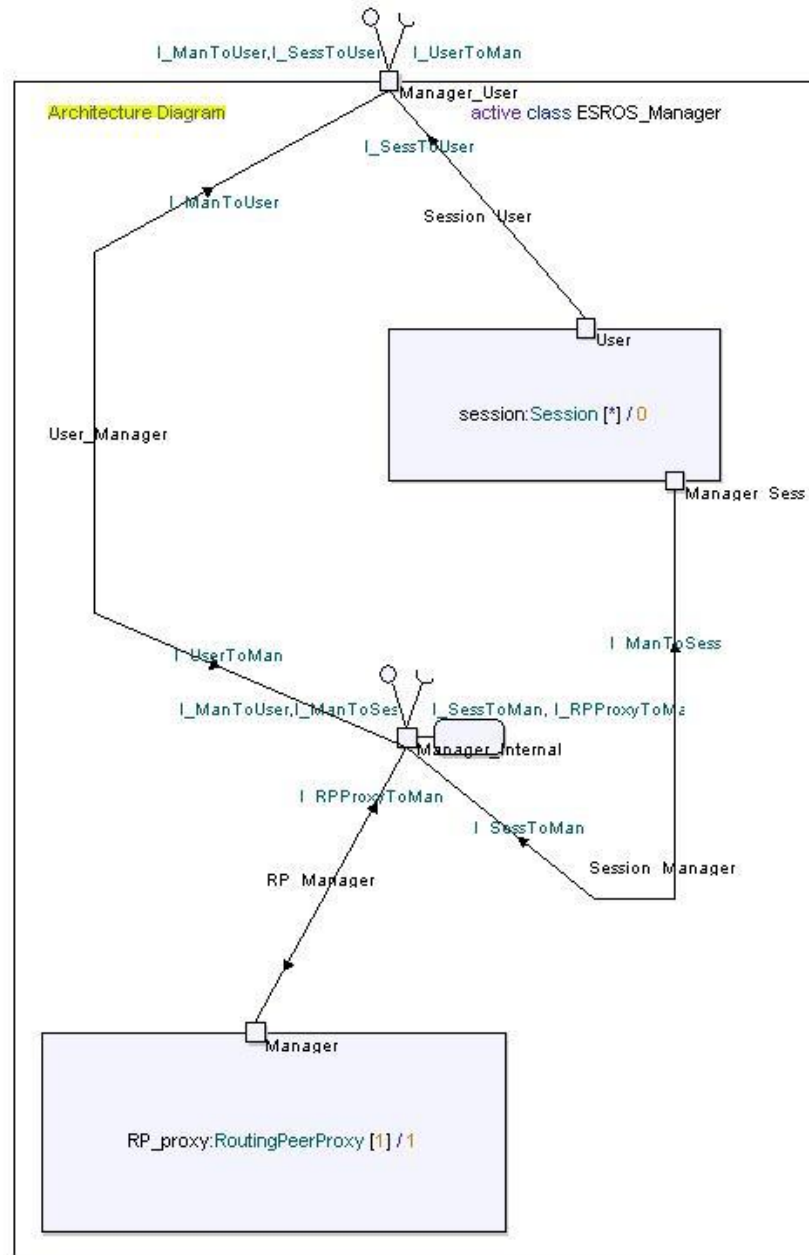 I_ManToUser,I_SessToUser I_UserToMan
Manager_User
Architecture Diagram active class ESROS_Manager
I_SessToUser
I_ManToUser
Session_User
User
session:Session [*] / 0
User_Manager
Manager_Sess
I_ManToSess
I_UserToMan
I_ManToUser,I_ManToSes I_SessToMan, I_RPProxyToMa
Manager_Internal
I_RPProxyToMan
I_SessToMan
Session_Manager
RP_Manager
Manager
RP_proxy:RoutingPeerProxy [1] / 1